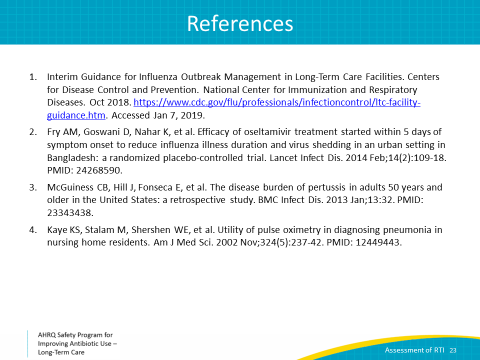 References
1. Interim Guidance for Influenza Outbreak Management in Long-Term Care Facilities. Centers
for Disease Control and Prevention. National Center for Immunization and Respiratory
Diseases. Oct 2018. https://www.cdc.gov/flu/professionals/infectioncontrol/ltc-facility-
guidance.htm. Accessed Jan 7, 2019.
2. Fry AM, Goswani D, Nahar K, et al. Efficacy of oseltamivir treatment started within 5 days of
symptom onset to reduce influenza illness duration and virus shedding in an urban setting in
Bangladesh: a randomized placebo-controlled trial. Lancet Infect Dis. 2014 Feb;14(2):109-18.
PMID: 24268590.
3. McGuiness CB, Hill J, Fonseca E, et al. The disease burden of pertussis in adults 50 years and
older in the United States: a retrospective study. BMC Infect Dis. 2013 Jan;13:32. PMID:
23343438.
4. Kaye KS, Stalam M, Shershen WE, et al. Utility of pulse oximetry in diagnosing pneumonia in
nursing home residents. Am J Med Sci. 2002 Nov;324(5):237-42. PMID: 12449443.
AHRQ Safety Program for
Improving Antibiotic Use –
Long-Term Care
Assessment of RTI 23